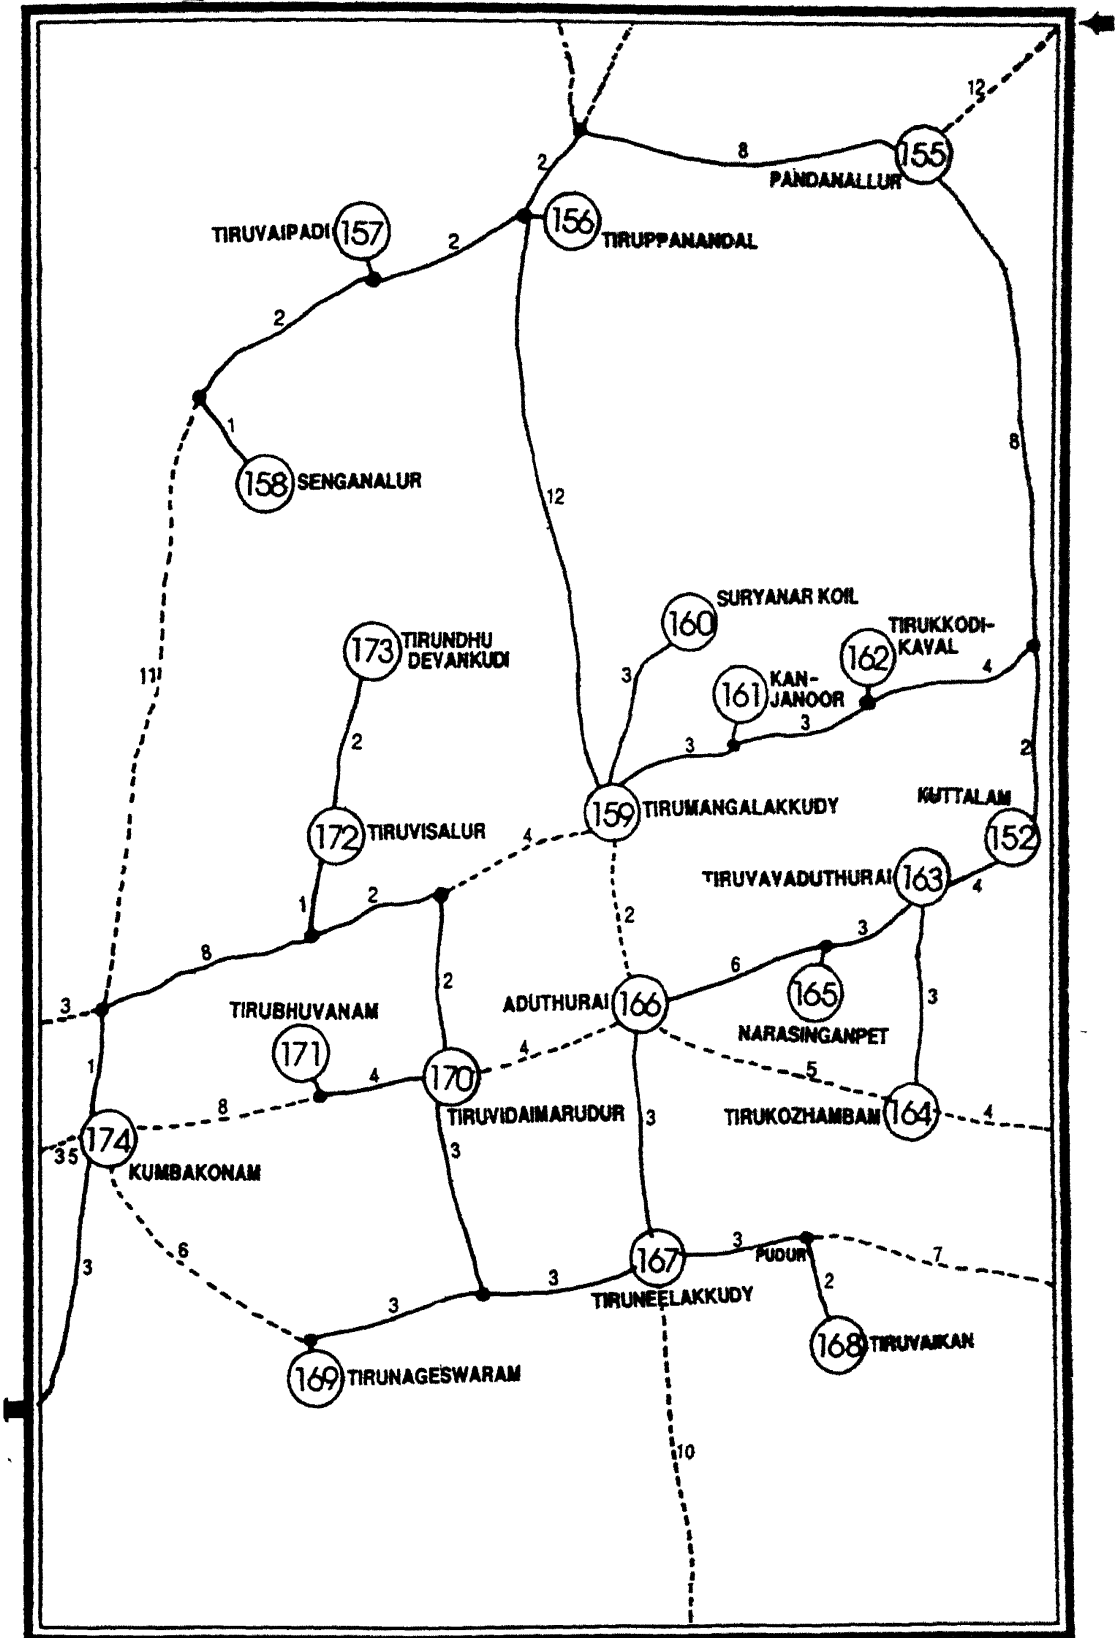 12
155
PANDANALLUR
8
2
156
TIRUPPANANDAL
TIRUVAIPADI
157
2
2
1
158
SENGANALUR
8
12
SURYANAR KOIL
160
TIRUKKODI-
KAVAL
162
173
TIRUNDHU
DEVANKUDI
11
3
161
KAN-
JANOOR
4
3
3
2
2
KUTTALAM
152
159
TIRUMANGALAKKUDY
172
TIRUVISALUR
4
TIRUVAVADUTHURAI
163
4
1
2
2
3
8
6
3
2
3
ADUTHURAI
166
165
NARASINGANPET
TIRUBHUVANAM
171
1
4
170
4
5
TIRUVIDAIMARUDUR
TIRUKOZHAMBAM
164
4
8
174
35
KUMBAKONAM
3
3
6
3
167
TIRUNEELAKKUDY
3
PUDUR
7
2
3
3
168
TIRUVAIKAN
169
TIRUNAGESWARAM
10